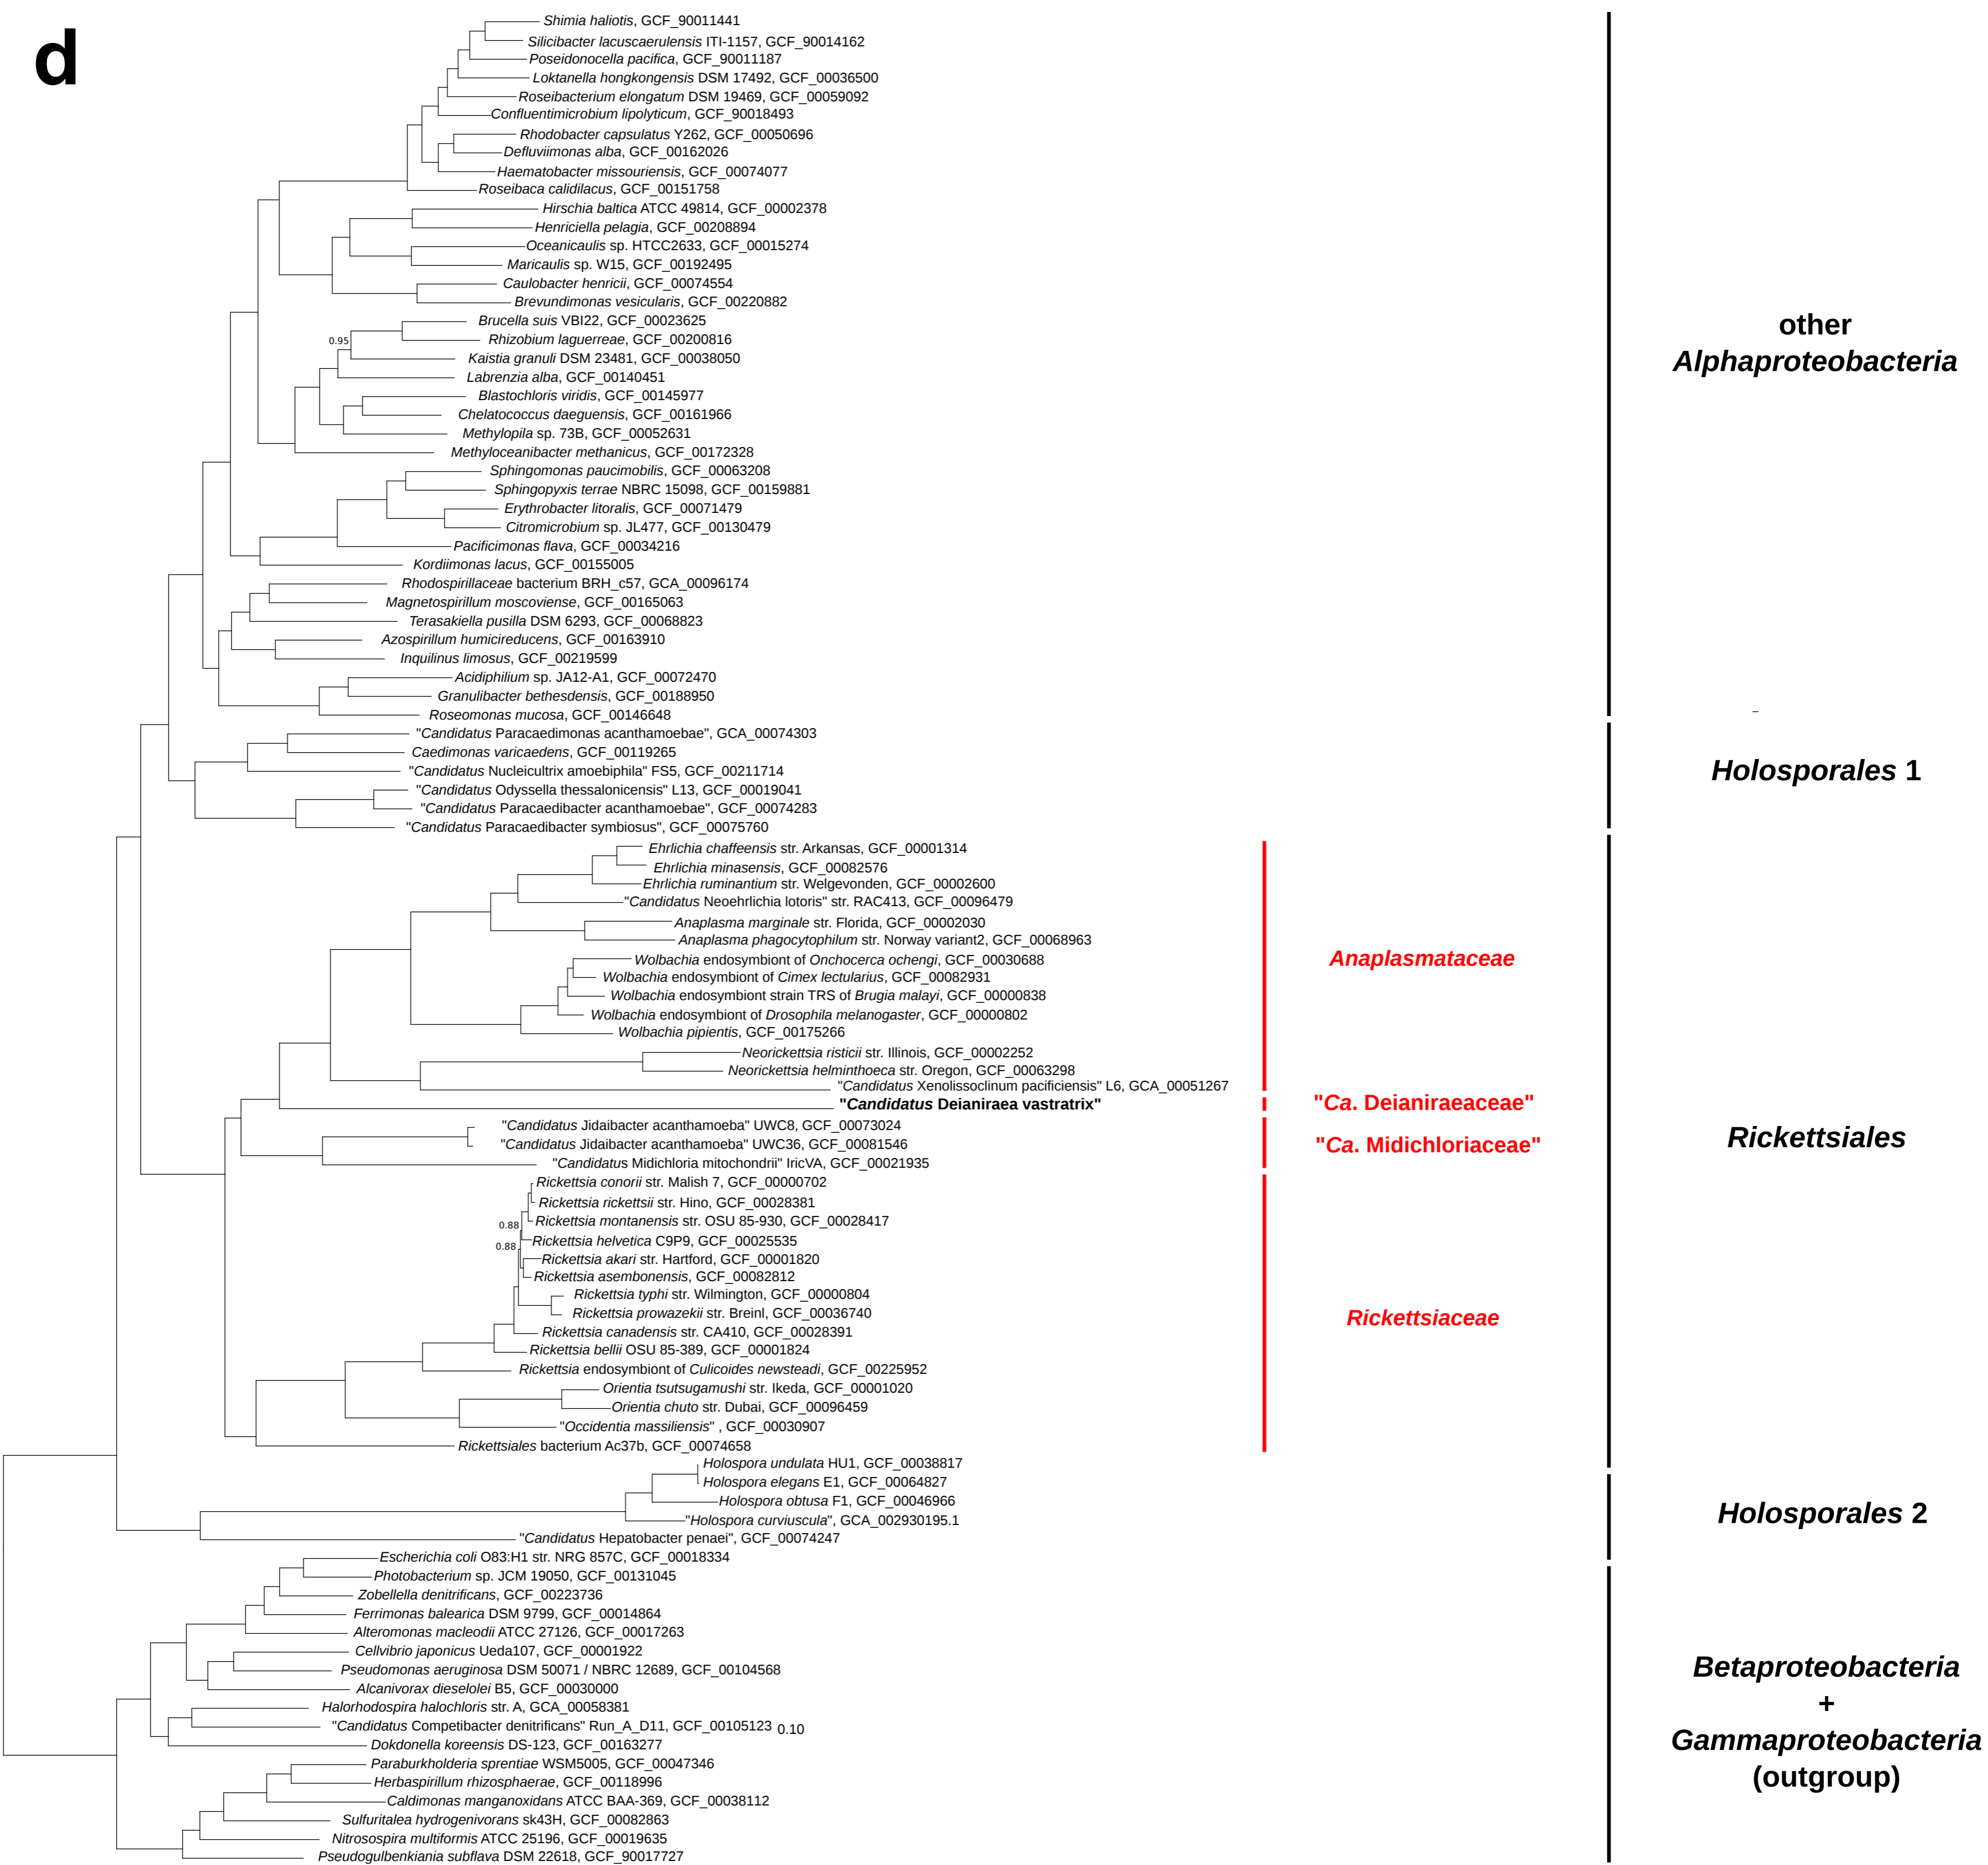 d
Shimia haliotis, GCF_90011441
Silicibacter lacuscaerulensis ITI-1157, GCF_90014162
Poseidonocella pacifica, GCF_90011187
Loktanella hongkongensis DSM 17492, GCF_00036500
Roseibacterium elongatum DSM 19469, GCF_00059092
Confluentimicrobium lipolyticum, GCF_90018493
Rhodobacter capsulatus Y262, GCF_00050696
Defluviimonas alba, GCF_00162026
Haematobacter missouriensis, GCF_00074077
Roseibaca calidilacus, GCF_00151758
Hirschia baltica ATCC 49814, GCF_00002378
Henriciella pelagia, GCF_00208894
Oceanicaulis sp. HTCC2633, GCF_00015274
Maricaulis sp. W15, GCF_00192495
Caulobacter henricii, GCF_00074554
Brevundimonas vesicularis, GCF_00220882
Brucella suis VBI22, GCF_00023625
0.95
Rhizobium laguerreae, GCF_00200816
Kaistia granuli DSM 23481, GCF_00038050
Labrenzia alba, GCF_00140451
Blastochloris viridis, GCF_00145977
Chelatococcus daeguensis, GCF_00161966
Methylopila sp. 73B, GCF_00052631
Methyloceanibacter methanicus, GCF_00172328
Sphingomonas paucimobilis, GCF_00063208
Sphingopyxis terrae NBRC 15098, GCF_00159881
Erythrobacter litoralis, GCF_00071479
Citromicrobium sp. JL477, GCF_00130479
Pacificimonas flava, GCF_00034216
Kordiimonas lacus, GCF_00155005
Rhodospirillaceae bacterium BRH_c57, GCA_00096174
Magnetospirillum moscoviense, GCF_00165063
Terasakiella pusilla DSM 6293, GCF_00068823
Azospirillum humicireducens, GCF_00163910
Inquilinus limosus, GCF_00219599
Acidiphilium sp. JA12-A1, GCF_00072470
Granulibacter bethesdensis, GCF_00188950
Roseomonas mucosa, GCF_00146648
other
Alphaproteobacteria
"Candidatus Paracaedimonas acanthamoebae", GCA_00074303
Caedimonas varicaedens, GCF_00119265
"Candidatus Nucleicultrix amoebiphila" FS5, GCF_00211714
"Candidatus Odyssella thessalonicensis" L13, GCF_00019041
"Candidatus Paracaedibacter acanthamoebae", GCF_00074283
"Candidatus Paracaedibacter symbiosus", GCF_00075760
Holosporales 1
Ehrlichia chaffeensis str. Arkansas, GCF_00001314
Ehrlichia minasensis, GCF_00082576
Ehrlichia ruminantium str. Welgevonden, GCF_00002600
"Candidatus Neoehrlichia lotoris" str. RAC413, GCF_00096479
Anaplasma marginale str. Florida, GCF_00002030
Anaplasma phagocytophilum str. Norway variant2, GCF_00068963
Wolbachia endosymbiont of Onchocerca ochengi, GCF_00030688
Wolbachia endosymbiont of Cimex lectularius, GCF_00082931
Wolbachia endosymbiont strain TRS of Brugia malayi, GCF_00000838
Wolbachia endosymbiont of Drosophila melanogaster, GCF_00000802
Wolbachia pipientis, GCF_00175266
Neorickettsia risticii str. Illinois, GCF_00002252
Neorickettsia helminthoeca str. Oregon, GCF_00063298
"Candidatus Xenolissoclinum pacificiensis" L6, GCA_00051267
Anaplasmataceae
"Candidatus Deianiraea vastratrix"
"Ca. Deianiraeaceae"
"Candidatus Jidaibacter acanthamoeba" UWC8, GCF_00073024
"Candidatus Jidaibacter acanthamoeba" UWC36, GCF_00081546
"Candidatus Midichloria mitochondrii" IricVA, GCF_00021935
"Ca. Midichloriaceae"
Rickettsiales
Rickettsia conorii str. Malish 7, GCF_00000702
Rickettsia rickettsii str. Hino, GCF_00028381
Rickettsia montanensis str. OSU 85-930, GCF_00028417
0.88
Rickettsia helvetica C9P9, GCF_00025535
0.88
Rickettsia akari str. Hartford, GCF_00001820
Rickettsia asembonensis, GCF_00082812
Rickettsia typhi str. Wilmington, GCF_00000804
Rickettsia prowazekii str. Breinl, GCF_00036740
Rickettsia canadensis str. CA410, GCF_00028391
Rickettsia bellii OSU 85-389, GCF_00001824
Rickettsia endosymbiont of Culicoides newsteadi, GCF_00225952
Orientia tsutsugamushi str. Ikeda, GCF_00001020
Orientia chuto str. Dubai, GCF_00096459
"Occidentia massiliensis" , GCF_00030907
Rickettsiales bacterium Ac37b, GCF_00074658
Rickettsiaceae
Holospora undulata HU1, GCF_00038817
Holospora elegans E1, GCF_00064827
Holospora obtusa F1, GCF_00046966
"Holospora curviuscula", GCA_002930195.1
"Candidatus Hepatobacter penaei", GCF_00074247
Holosporales 2
Escherichia coli O83:H1 str. NRG 857C, GCF_00018334
Photobacterium sp. JCM 19050, GCF_00131045
Zobellella denitrificans, GCF_00223736
Ferrimonas balearica DSM 9799, GCF_00014864
Alteromonas macleodii ATCC 27126, GCF_00017263
Cellvibrio japonicus Ueda107, GCF_00001922
Pseudomonas aeruginosa DSM 50071 / NBRC 12689, GCF_00104568
Alcanivorax dieselolei B5, GCF_00030000
Halorhodospira halochloris str. A, GCA_00058381
"Candidatus Competibacter denitrificans" Run_A_D11, GCF_00105123
0.10
Dokdonella koreensis DS-123, GCF_00163277
Paraburkholderia sprentiae WSM5005, GCF_00047346
Herbaspirillum rhizosphaerae, GCF_00118996
Caldimonas manganoxidans ATCC BAA-369, GCF_00038112
Sulfuritalea hydrogenivorans sk43H, GCF_00082863
Nitrosospira multiformis ATCC 25196, GCF_00019635
Pseudogulbenkiania subflava DSM 22618, GCF_90017727
Betaproteobacteria
+
Gammaproteobacteria
(outgroup)